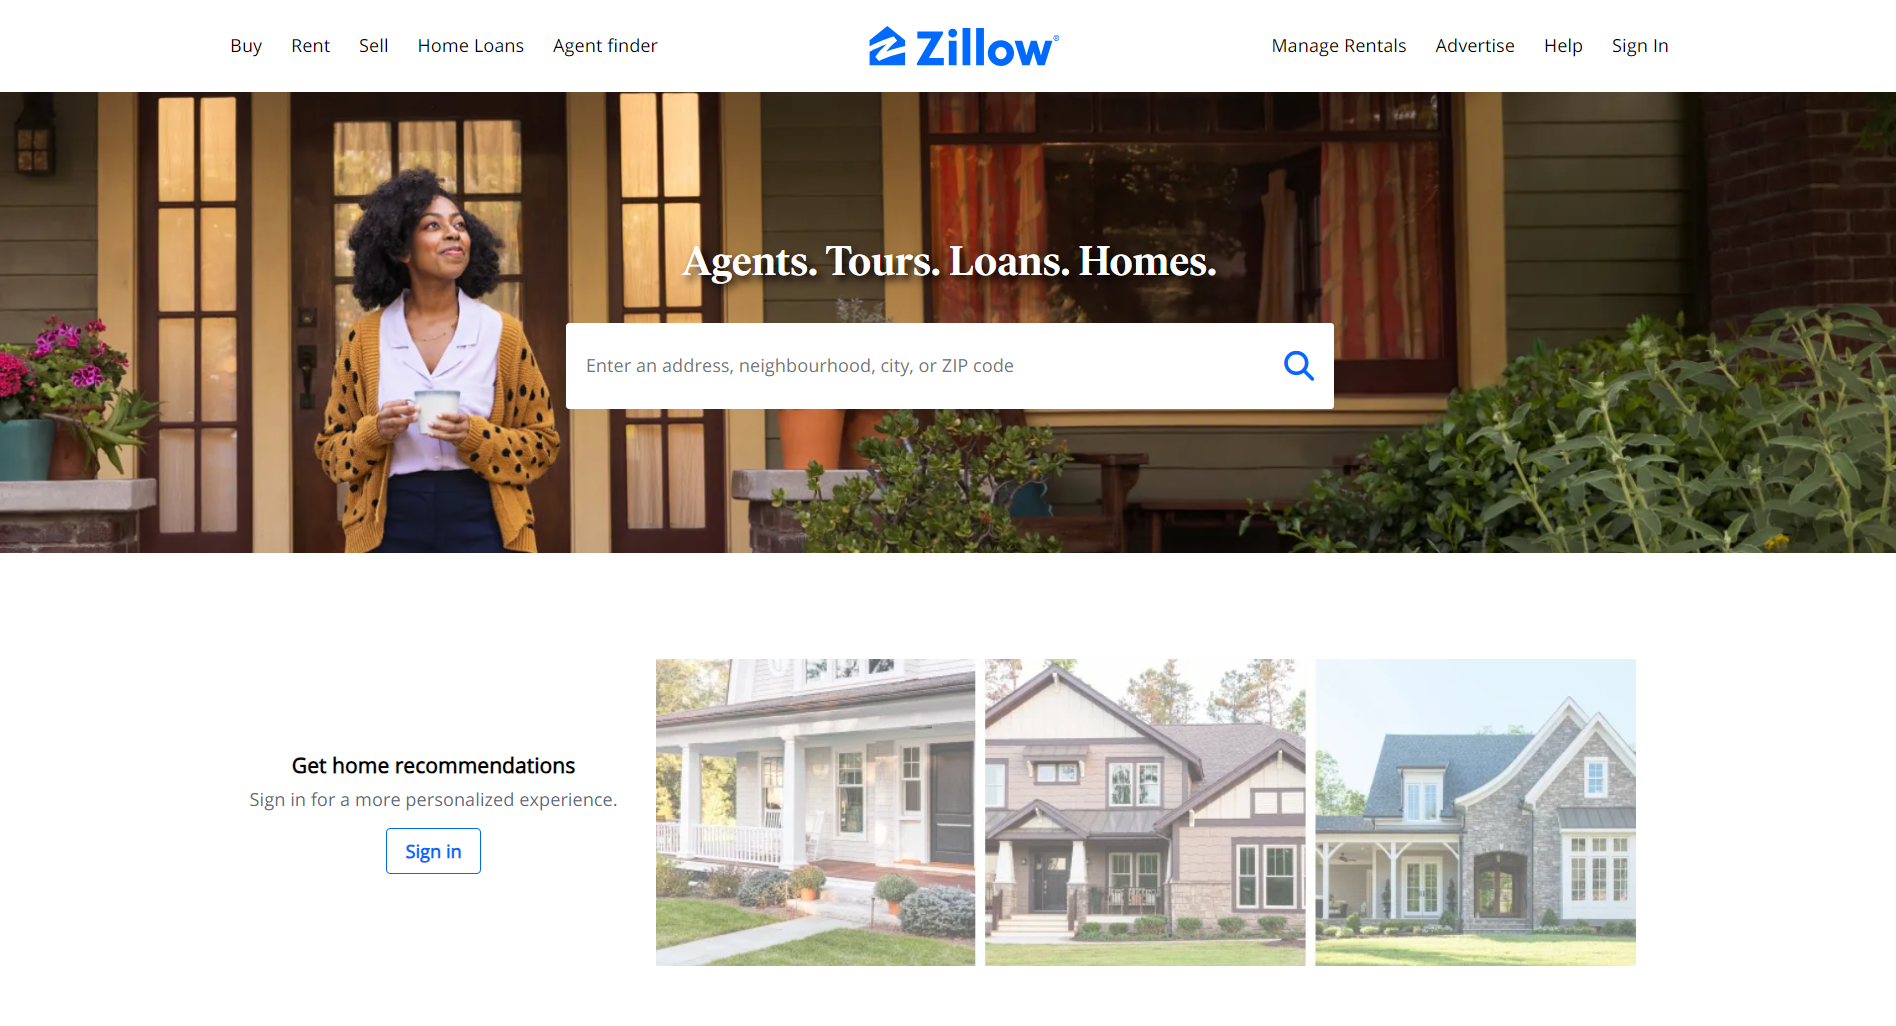 Buy Rent Sell Home Loans Agent finder Zillow® Manage Rentals Advertise Help Sign In
Agents. Tours. Loans. Homes.
Enter an address, neighbourhood, city, or ZIP code
Get home recommendations
Sign in for a more personalized experience.
Sign in